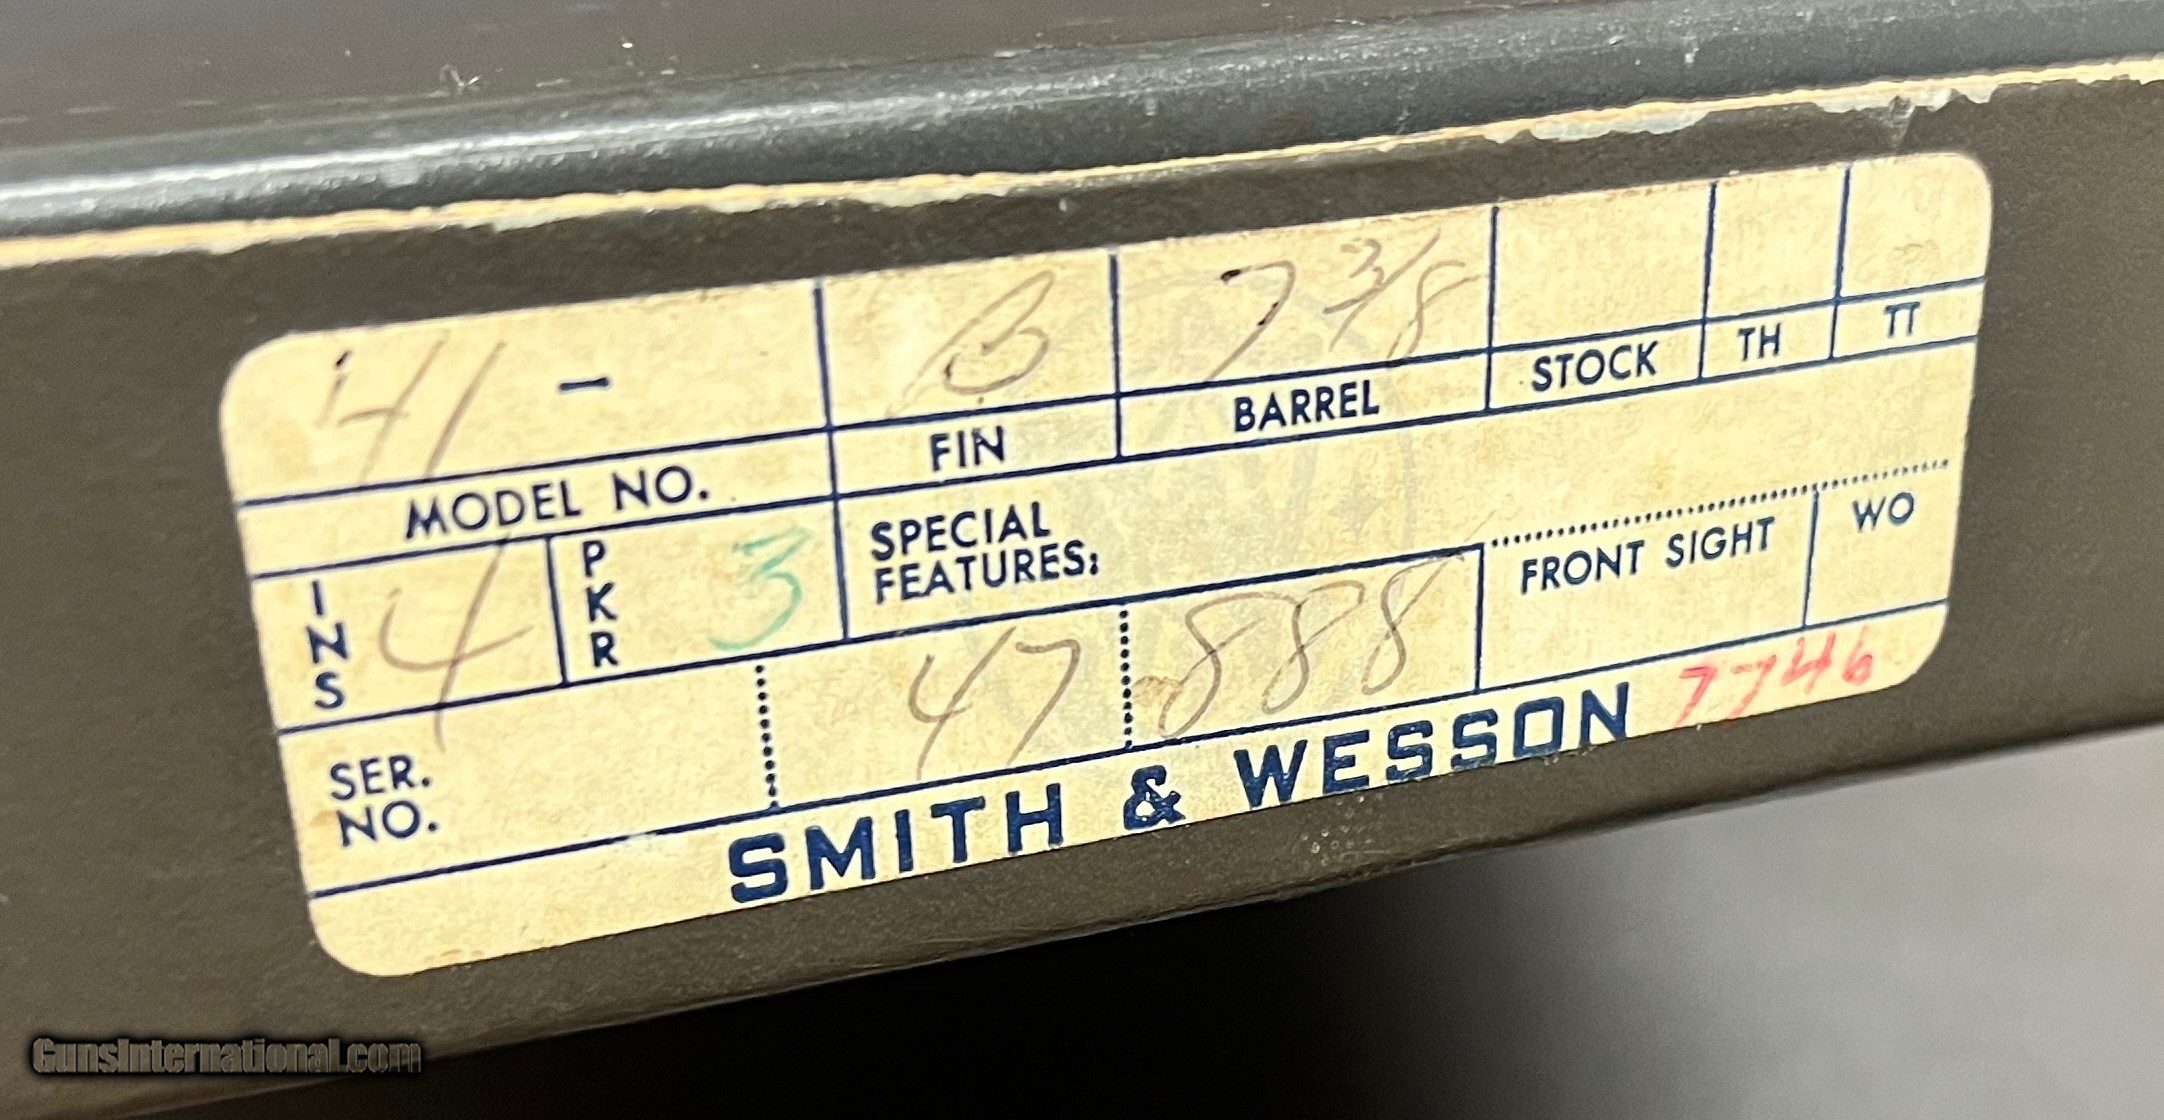 41 - B 7 3/8
MODEL NO. FIN BARREL STOCK TH TT
INS 4 PKR 3 SPECIAL FEATURES: FRONT SIGHT WO
SER. NO. 47 888
SMITH & WESSON 7746
GunsInternational.com